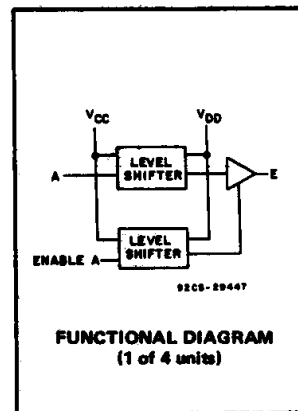 VCC VDD
LEVEL
SHIFTER
A E
LEVEL
SHIFTER
ENABLE A
92CS-29447
FUNCTIONAL DIAGRAM
(1 of 4 units)